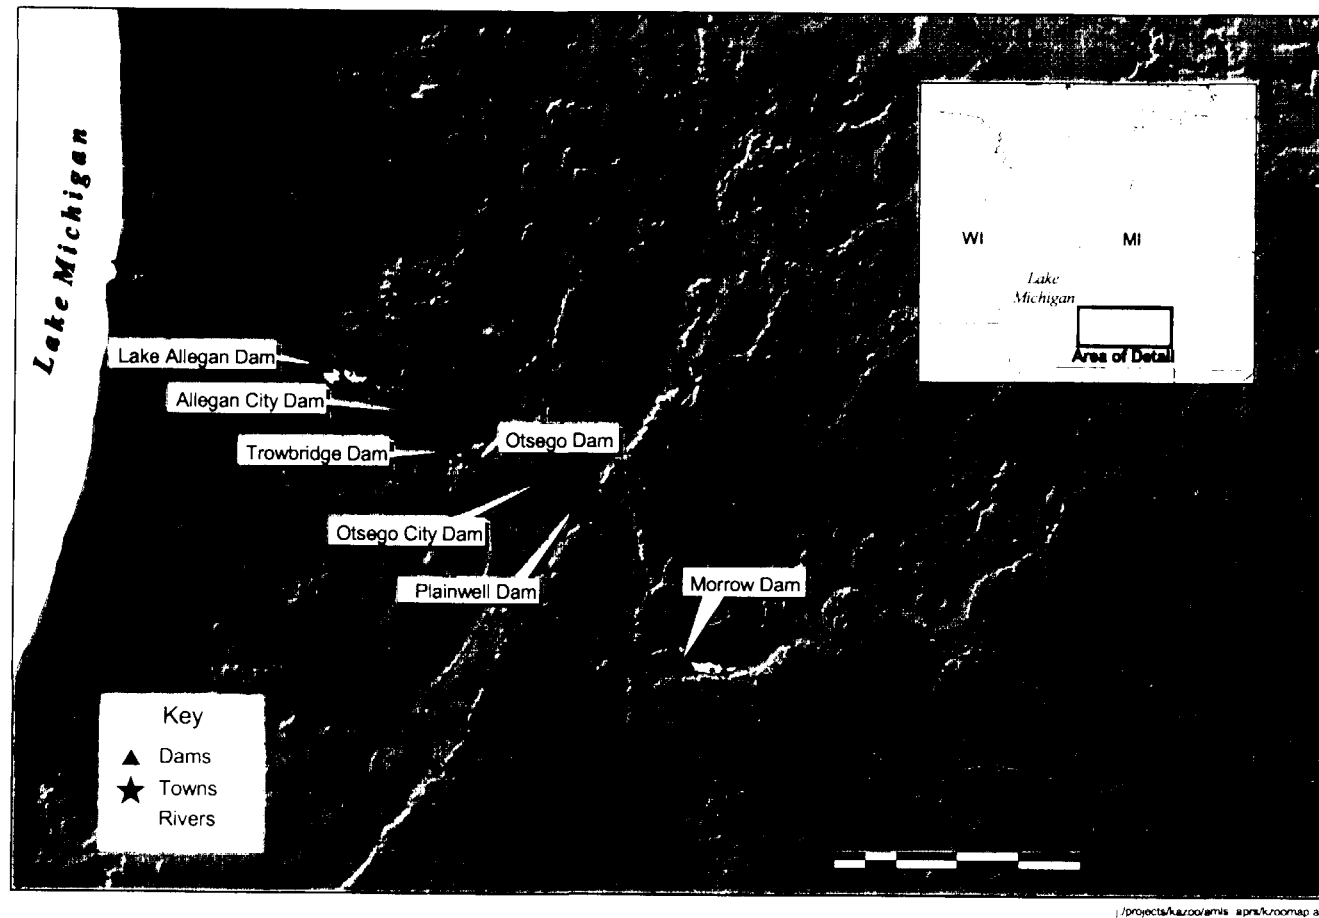 Lake Michigan
WI
MI
Lake
Michigan
Area of Detail
Lake Allegan Dam
Allegan City Dam
Trowbridge Dam
Otsego Dam
Otsego City Dam
Plainwell Dam
Morrow Dam
Key
Dams
Towns
Rivers